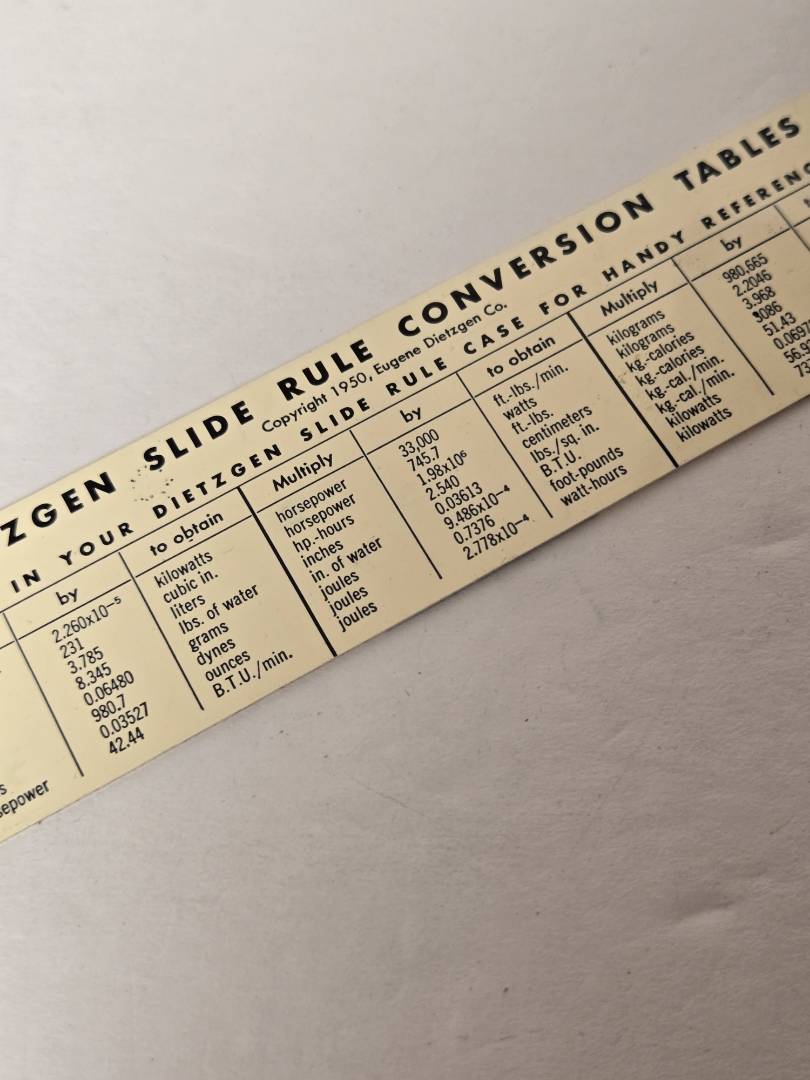 ZGEN SLIDE RULE CONVERSION TABLES
Copyright 1950, Eugene Dietzgen Co.
IN YOUR DIETZGEN SLIDE RULE CASE FOR HANDY REFERENC
by to obtain Multiply by to obtain Multiply by
2.260x10⁻⁵ kilowatts horsepower 33,000 ft.-lbs./min. kilograms 980,665
231 cubic in. horsepower 745.7 watts kilograms 2.2046
3.785 liters hp.-hours 1.98x10⁶ ft.-lbs. kg.-calories 3.968
8.345 lbs. of water inches 2.540 centimeters kg.-calories 3086
0.06480 grams in. of water 0.03613 lbs./sq. in. kg.-cal./min. 51.43
980.7 dynes joules 9.486x10⁻⁴ B.T.U. kg.-cal./min.
0.03527 ounces joules 0.7376 foot-pounds kilowatts
sepower 42.44 B.T.U./min. joules 2.778x10⁻⁴ watt-hours kilowatts